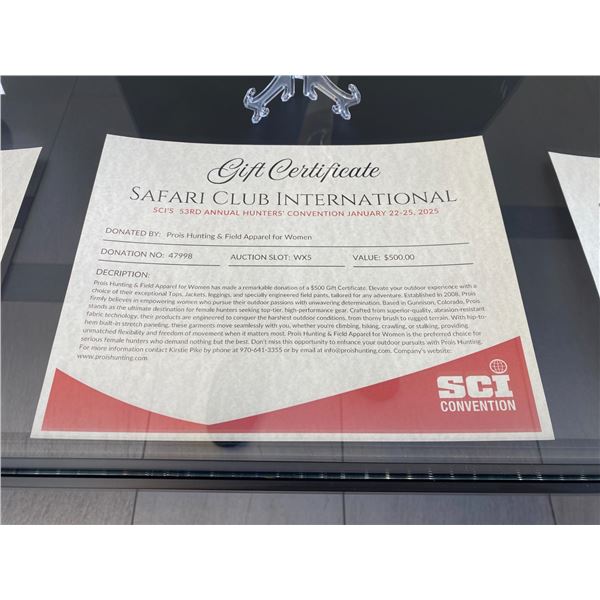 Gift Certificate
SAFARI CLUB INTERNATIONAL
SCI'S 53RD ANNUAL HUNTERS' CONVENTION JANUARY 22-25, 2025
DONATED BY: Prois Hunting & Field Apparel for Women
DONATION NO: 47998 AUCTION SLOT: WX5 VALUE: $500.00
DECRIPTION:
Prois Hunting & Field Apparel for Women has made a remarkable donation of a $500 Gift Certificate. Elevate your outdoor experience with a
choice of their exceptional Tops, Jackets, leggings, and specially engineered field pants, tailored for any adventure. Established in 2008, Prois
firmly believes in empowering women who pursue their outdoor passions with unwavering determination. Based in Gunnison, Colorado, Prois
stands as the ultimate destination for female hunters seeking top-tier, high-performance gear. Crafted from superior-quality, abrasion-resistant
fabric technology, their products are engineered to conquer the harshest outdoor conditions, from thorny brush to rugged terrain. With hip-to-
hem built-in stretch paneling, these garments move seamlessly with you, whether you're climbing, hiking, crawling, or stalking, providing
unmatched flexibility and freedom of movement when it matters most. Prois Hunting & Field Apparel for Women is the preferred choice for
serious female hunters who demand nothing but the best. Don't miss this opportunity to enhance your outdoor pursuits with Prois Hunting.
For more information contact Kirstie Pike by phone at 970-641-3355 or by email at info@proishunting.com. Company's website:
www.proishunting.com.
SCI
CONVENTION